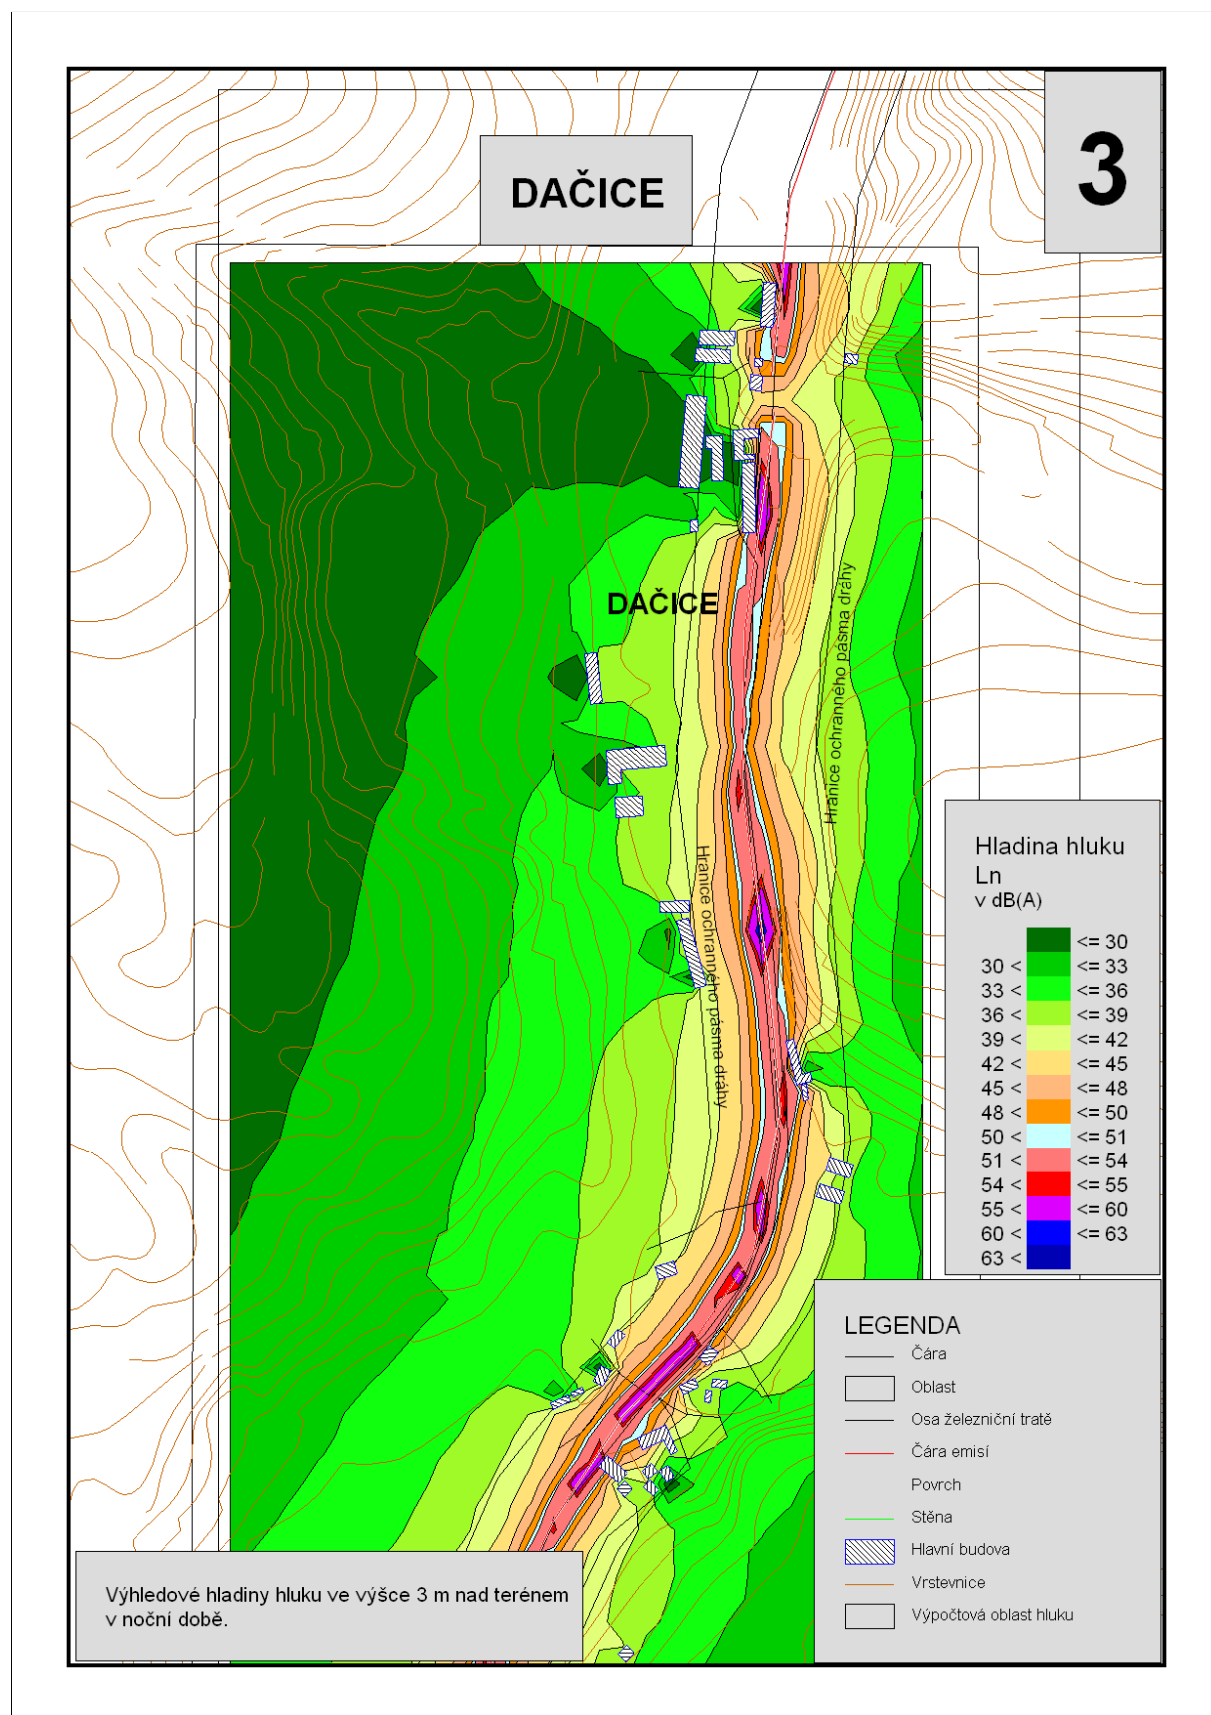 3
DAČICE
DAČICE
Hranice ochranného pásma dráhy
Hranice ochranného pásma dráhy
Hladina hluku
Ln
v dB(A)
<= 30
30 < <= 33
33 < <= 36
36 < <= 39
39 < <= 42
42 < <= 45
45 < <= 48
48 < <= 50
50 < <= 51
51 < <= 54
54 < <= 55
55 < <= 60
60 < <= 63
63 <
LEGENDA
Čára
Oblast
Osa železniční tratě
Čára emisí
Povrch
Stěna
Hlavní budova
Vrstevnice
Výpočtová oblast hluku
Výhledové hladiny hluku ve výšce 3 m nad terénem
v noční době.